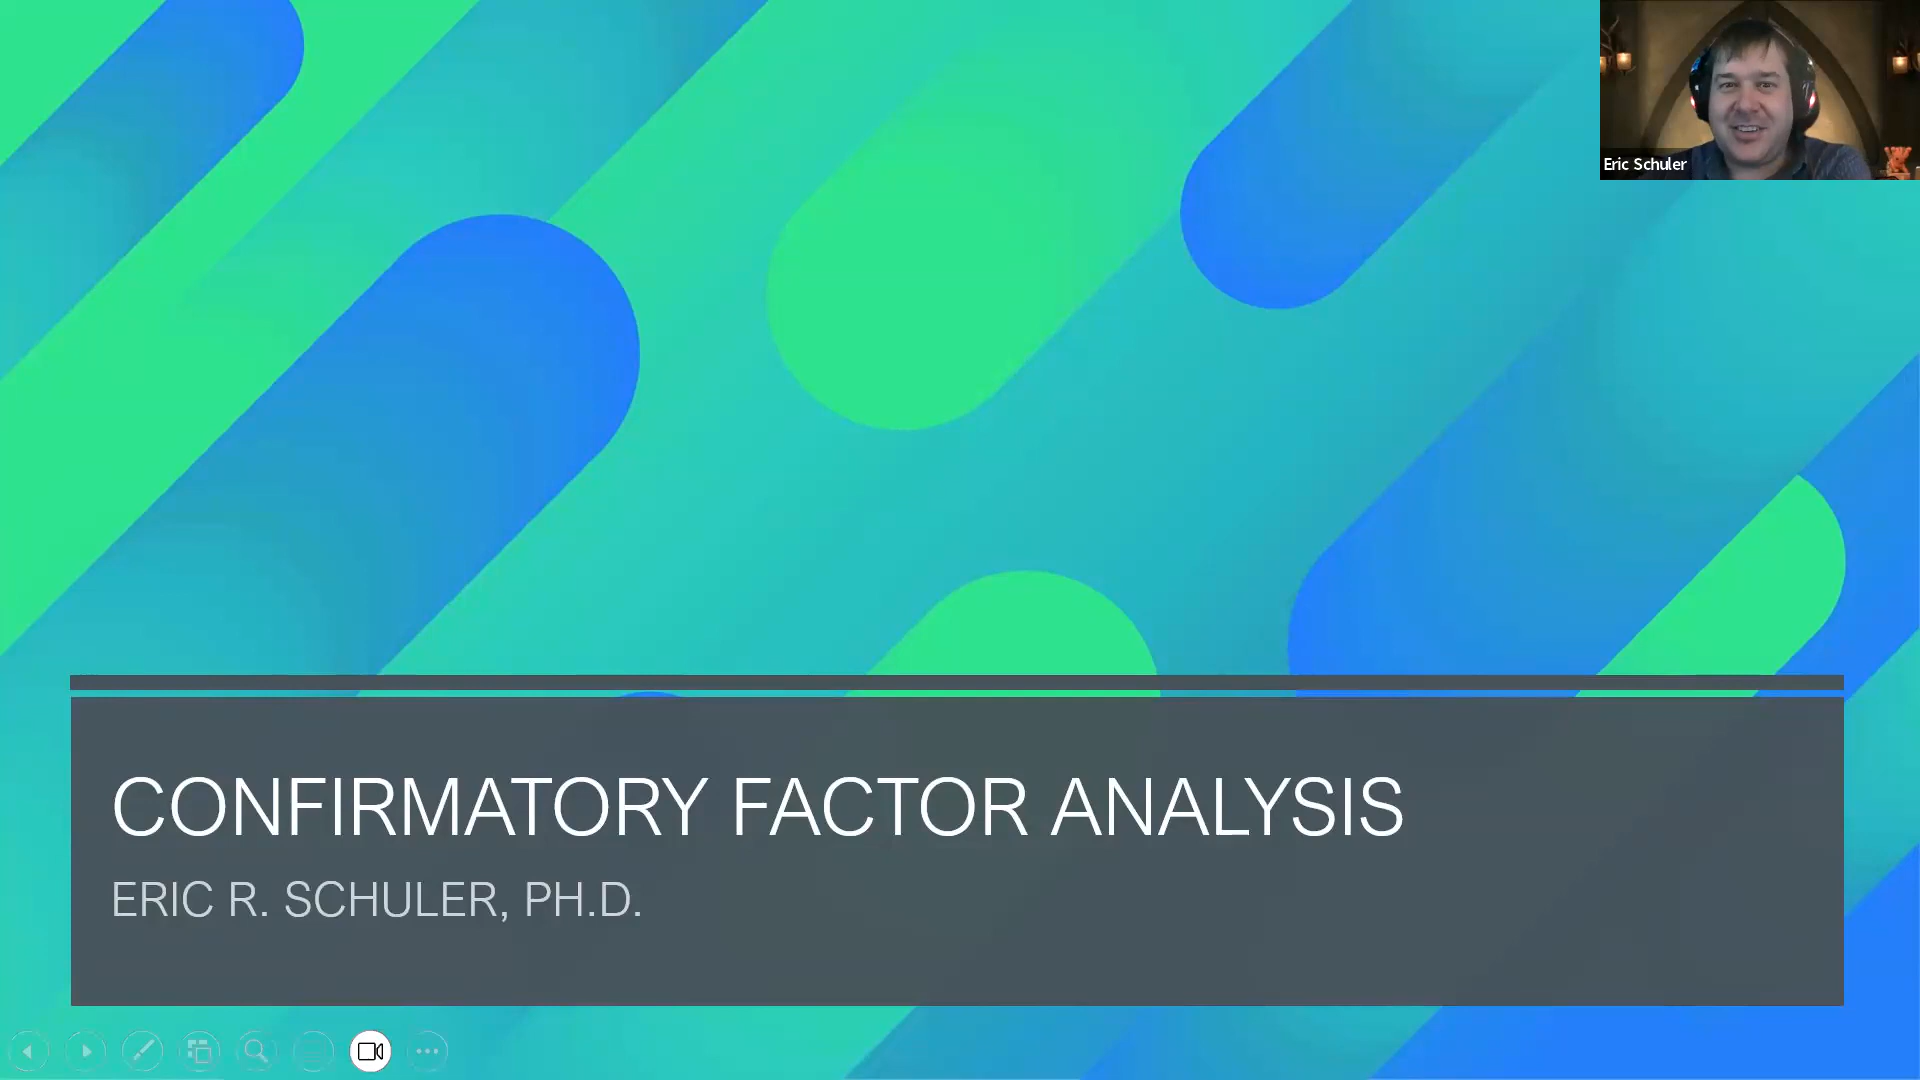 Eric Schuler
CONFIRMATORY FACTOR ANALYSIS
ERIC R. SCHULER, PH.D.